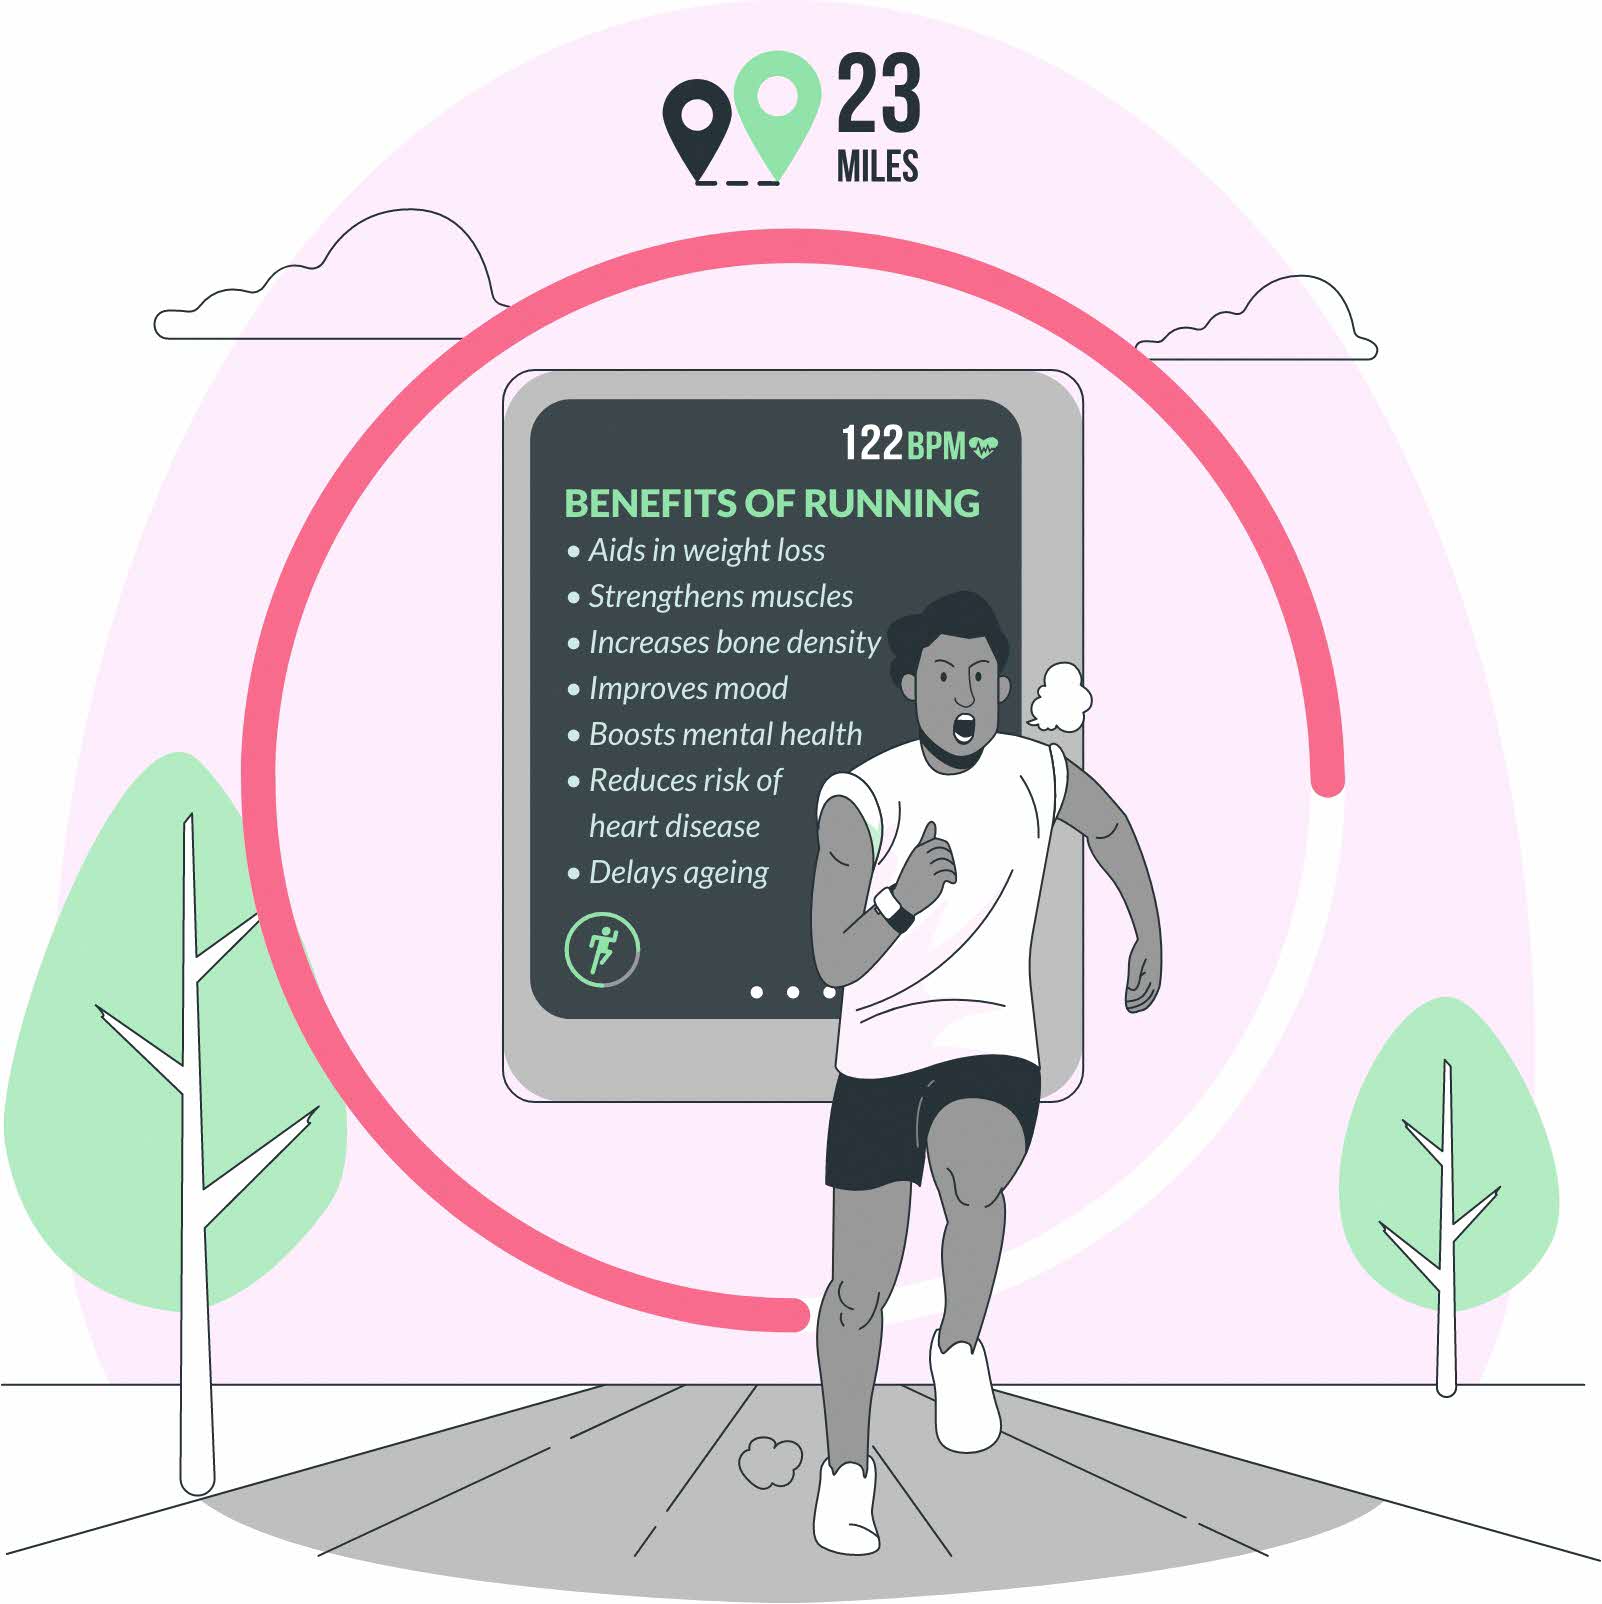 23
MILES
122 BPM
BENEFITS OF RUNNING
• Aids in weight loss
• Strengthens muscles
• Increases bone density
• Improves mood
• Boosts mental health
• Reduces risk of
heart disease
• Delays ageing